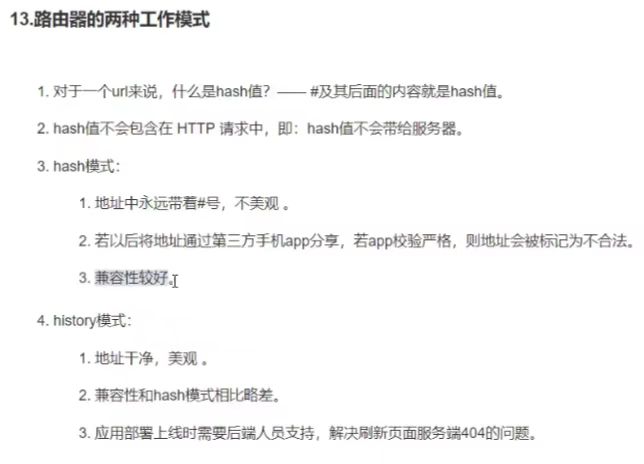 13.路由器的两种工作模式
1. 对于一个url来说，什么是hash值？—— #及其后面的内容就是hash值。
2. hash值不会包含在 HTTP 请求中，即：hash值不会带给服务器。
3. hash模式：
1. 地址中永远带着#号，不美观 。
2. 若以后将地址通过第三方手机app分享，若app校验严格，则地址会被标记为不合法。
3. 兼容性较好。
4. history模式：
1. 地址干净，美观 。
2. 兼容性和hash模式相比略差。
3. 应用部署上线时需要后端人员支持，解决刷新页面服务端404的问题。